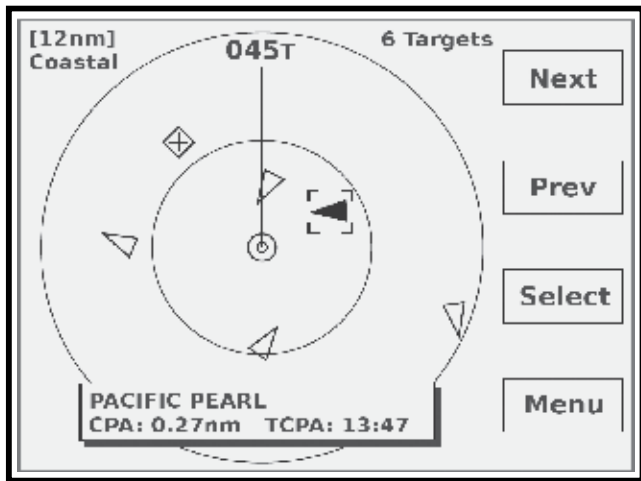 [12nm]
Coastal
045T
6 Targets
Next
Prev
Select
Menu
PACIFIC PEARL
CPA: 0.27nm TCPA: 13:47